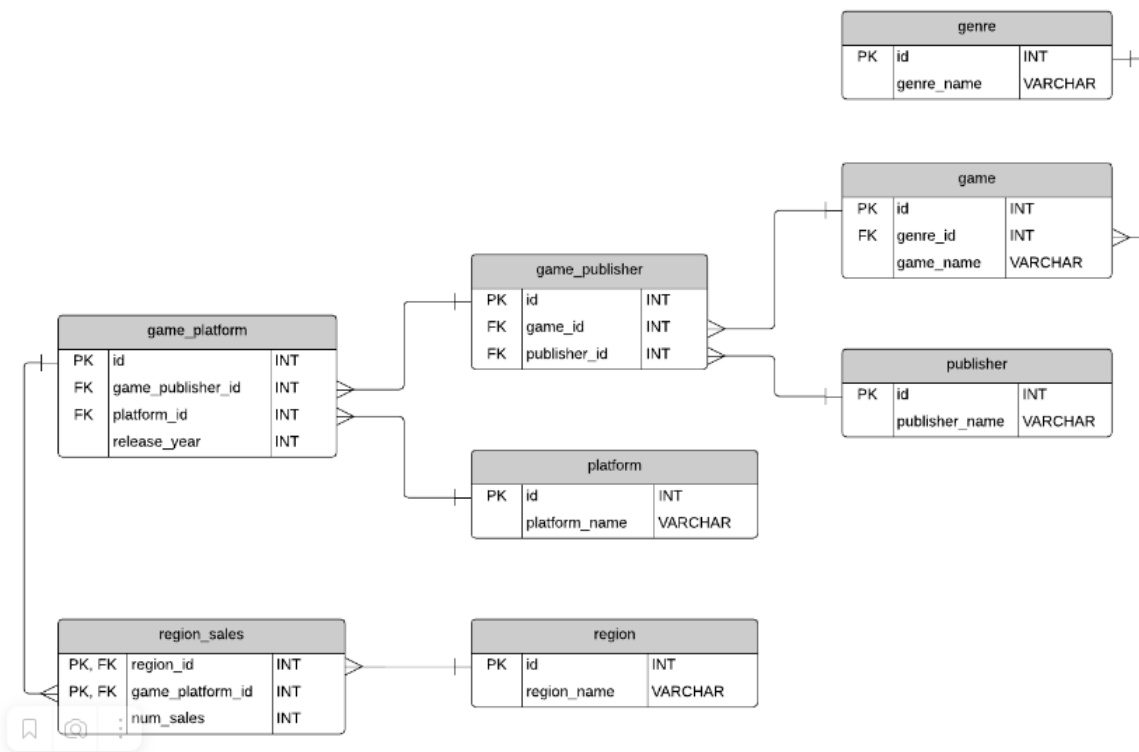 genre
PK id INT
genre_name VARCHAR
game
PK id INT
FK genre_id INT
game_name VARCHAR
game_publisher
PK id INT
FK game_id INT
FK publisher_id INT
game_platform
PK id INT
FK game_publisher_id INT
FK platform_id INT
release_year INT
publisher
PK id INT
publisher_name VARCHAR
platform
PK id INT
platform_name VARCHAR
region_sales
PK, FK region_id INT
PK, FK game_platform_id INT
num_sales INT
region
PK id INT
region_name VARCHAR